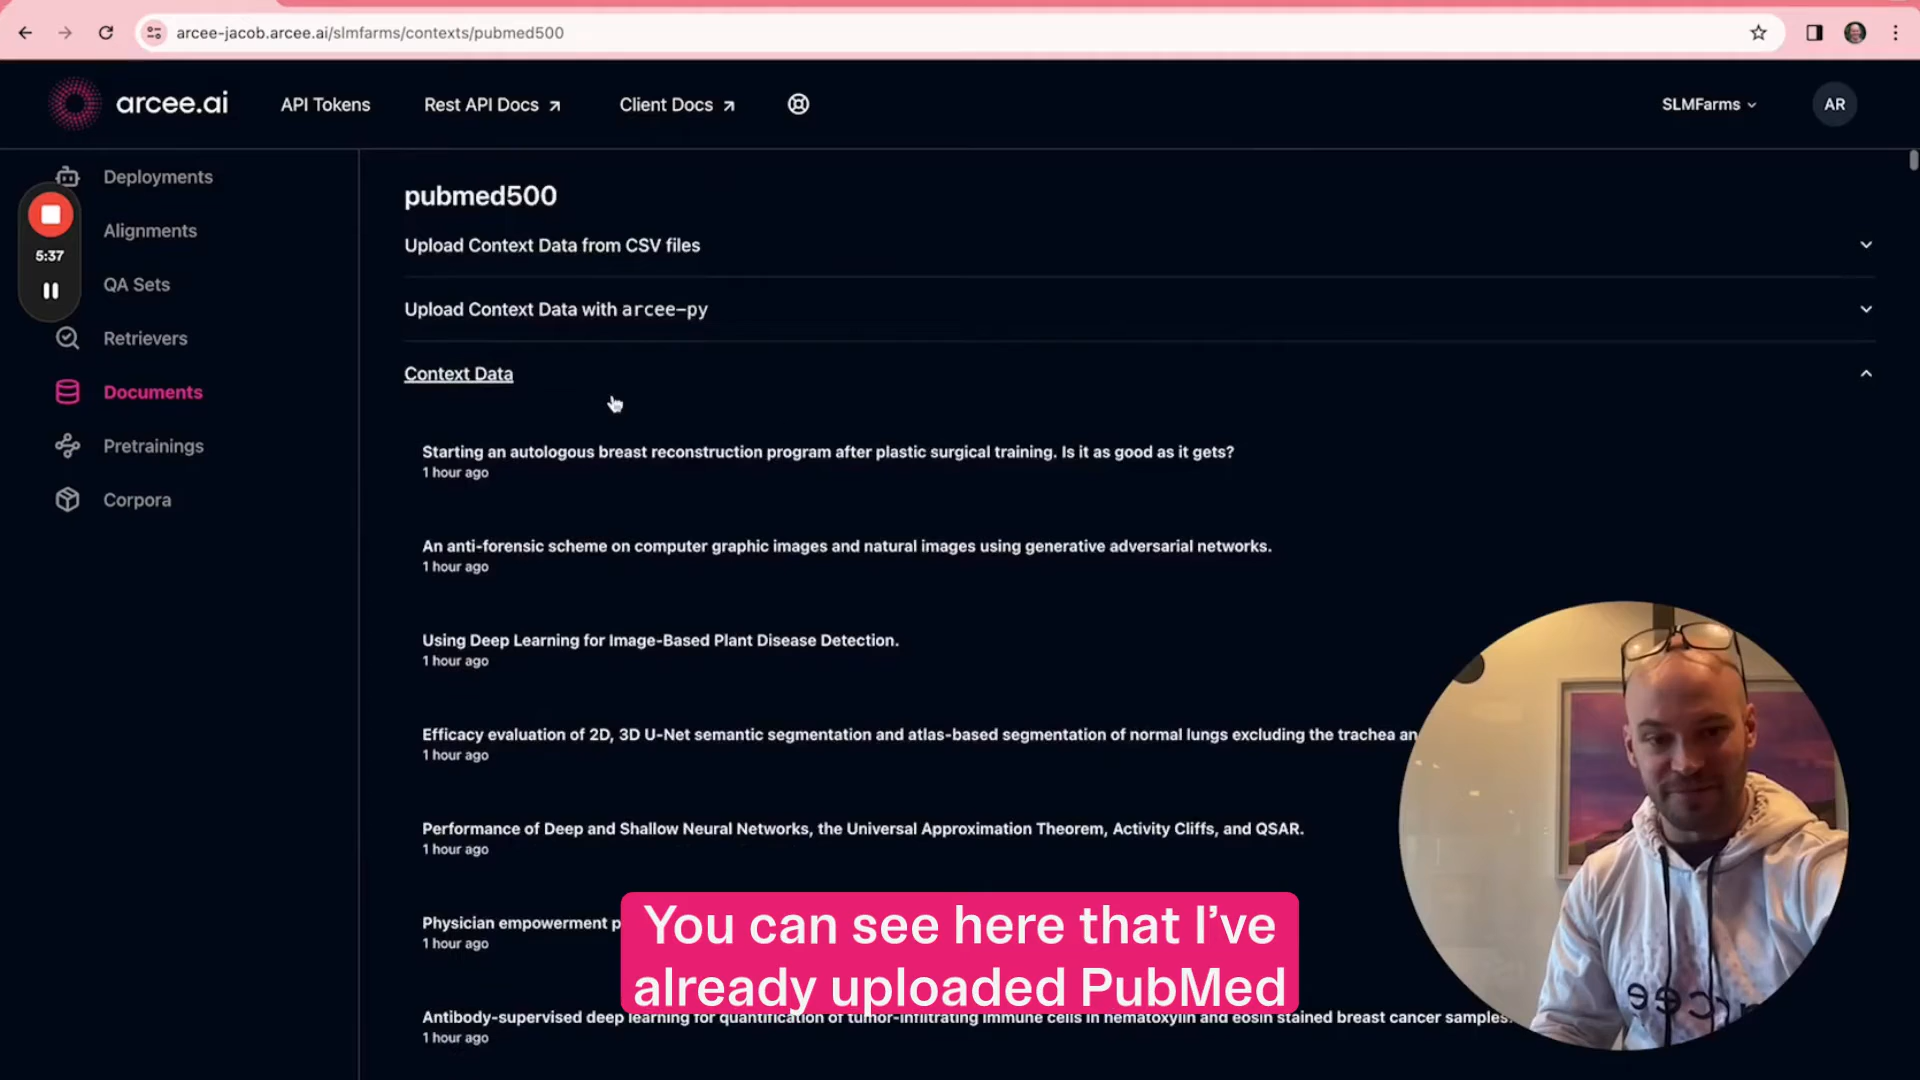 arcee-jacob.arcee.ai/slmfarms/contexts/pubmed500
arcee.ai
API Tokens
Rest API Docs
Client Docs
SLMFarms
AR
Deployments
5:37
Alignments
QA Sets
Retrievers
Documents
Pretrainings
Corpora
pubmed500
Upload Context Data from CSV files
Upload Context Data with arcee-py
Context Data
Starting an autologous breast reconstruction program after plastic surgical training. Is it as good as it gets?
1 hour ago
An anti-forensic scheme on computer graphic images and natural images using generative adversarial networks.
1 hour ago
Using Deep Learning for Image-Based Plant Disease Detection.
1 hour ago
Efficacy evaluation of 2D, 3D U-Net semantic segmentation and atlas-based segmentation of normal lungs excluding the trachea an
1 hour ago
Performance of Deep and Shallow Neural Networks, the Universal Approximation Theorem, Activity Cliffs, and QSAR.
1 hour ago
Physician empowerment p
1 hour ago
Antibody-supervised deep learning for quantification of tumor-infiltrating immune cells in hematoxylin and eosin stained breast cancer samples.
1 hour ago
You can see here that I've
already uploaded PubMed
arcee